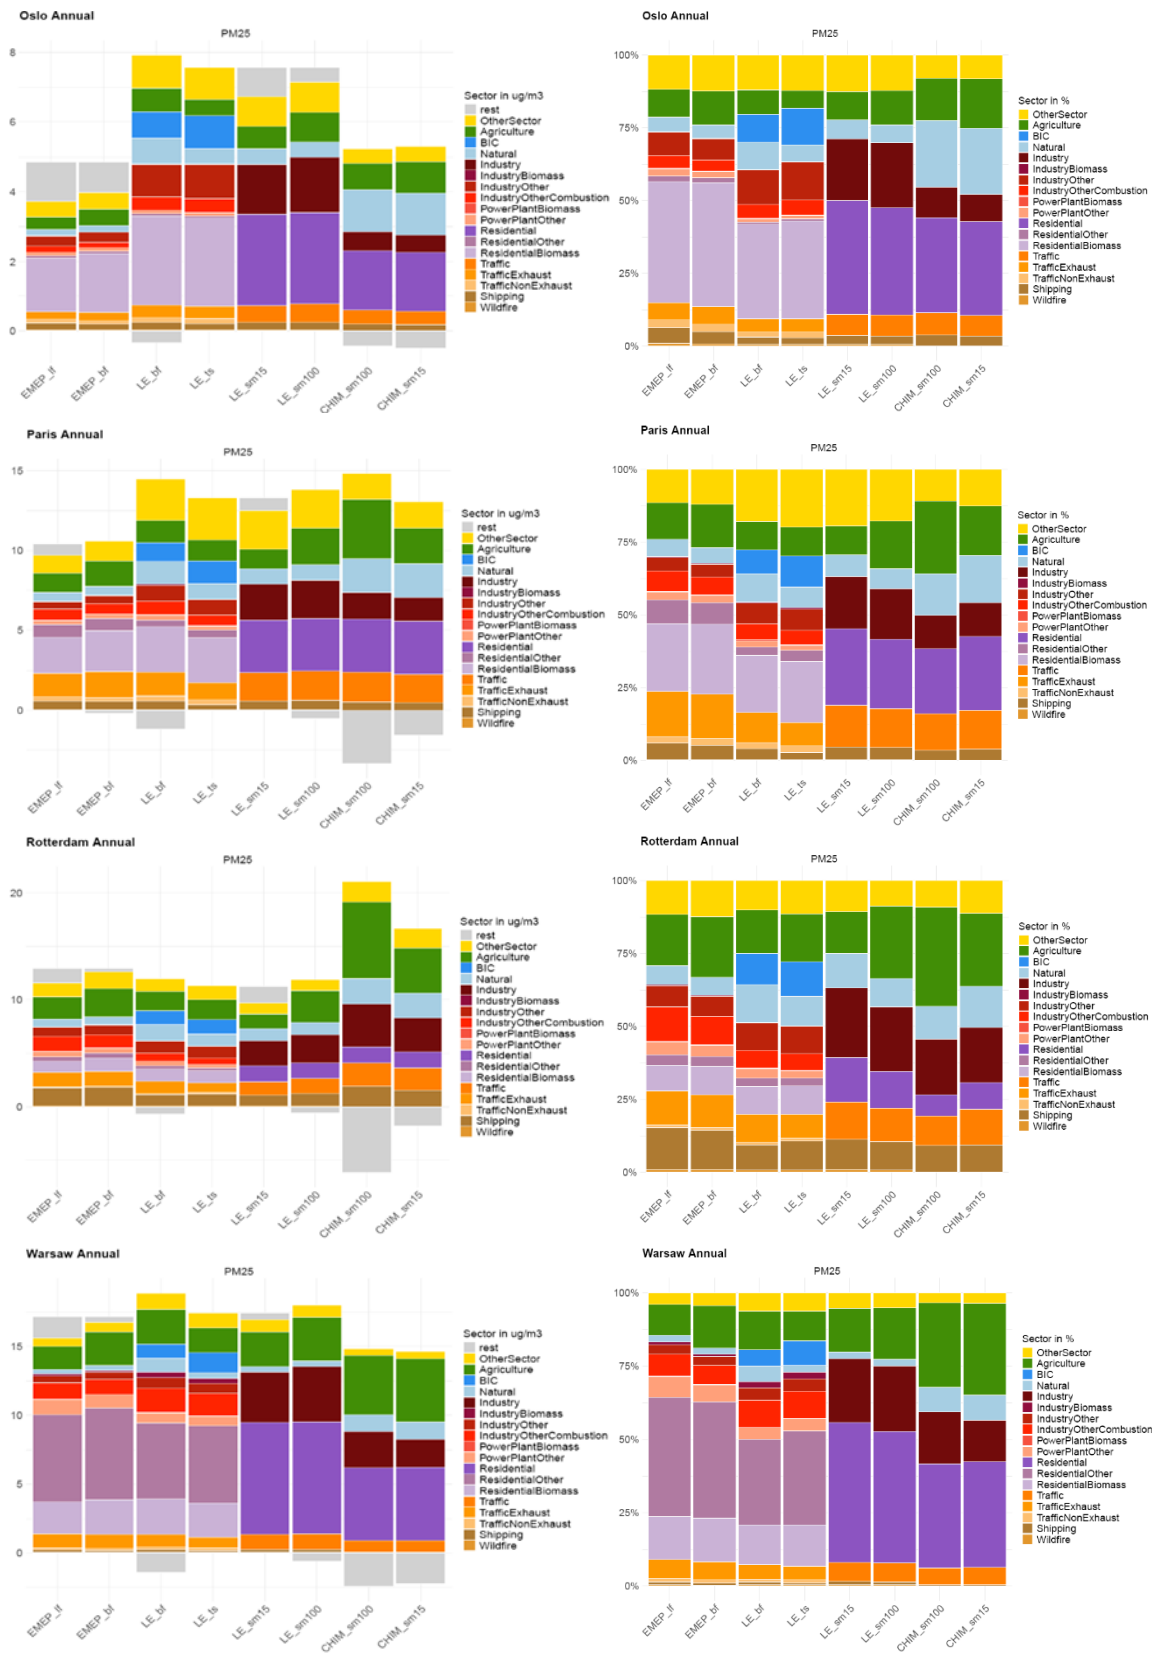 Oslo Annual
PM25
8
6
4
2
0
EMEP_lf
EMEP_bf
LE_bf
LE_ts
LE_sm15
LE_sm100
CHIM_sm100
CHIM_sm15
Sector in ug/m3
rest
OtherSector
Agriculture
BIC
Natural
Industry
IndustryBiomass
IndustryOther
IndustryOtherCombustion
PowerPlantBiomass
PowerPlantOther
Residential
ResidentialOther
ResidentialBiomass
Traffic
TrafficExhaust
TrafficNonExhaust
Shipping
Wildfire
Oslo Annual
PM25
100%
75%
50%
25%
0%
EMEP_lf
EMEP_bf
LE_bf
LE_ts
LE_sm15
LE_sm100
CHIM_sm100
CHIM_sm15
Sector in %
OtherSector
Agriculture
BIC
Natural
Industry
IndustryBiomass
IndustryOther
IndustryOtherCombustion
PowerPlantBiomass
PowerPlantOther
Residential
ResidentialOther
ResidentialBiomass
Traffic
TrafficExhaust
TrafficNonExhaust
Shipping
Wildfire
Paris Annual
PM25
15
10
5
0
EMEP_lf
EMEP_bf
LE_bf
LE_ts
LE_sm15
LE_sm100
CHIM_sm100
CHIM_sm15
Sector in ug/m3
rest
OtherSector
Agriculture
BIC
Natural
Industry
IndustryBiomass
IndustryOther
IndustryOtherCombustion
PowerPlantBiomass
PowerPlantOther
Residential
ResidentialOther
ResidentialBiomass
Traffic
TrafficExhaust
TrafficNonExhaust
Shipping
Wildfire
Paris Annual
PM25
100%
75%
50%
25%
0%
EMEP_lf
EMEP_bf
LE_bf
LE_ts
LE_sm15
LE_sm100
CHIM_sm100
CHIM_sm15
Sector in %
OtherSector
Agriculture
BIC
Natural
Industry
IndustryBiomass
IndustryOther
IndustryOtherCombustion
PowerPlantBiomass
PowerPlantOther
Residential
ResidentialOther
ResidentialBiomass
Traffic
TrafficExhaust
TrafficNonExhaust
Shipping
Wildfire
Rotterdam Annual
PM25
20
10
0
EMEP_lf
EMEP_bf
LE_bf
LE_ts
LE_sm15
LE_sm100
CHIM_sm100
CHIM_sm15
Sector in ug/m3
rest
OtherSector
Agriculture
BIC
Natural
Industry
IndustryBiomass
IndustryOther
IndustryOtherCombustion
PowerPlantBiomass
PowerPlantOther
Residential
ResidentialOther
ResidentialBiomass
Traffic
TrafficExhaust
TrafficNonExhaust
Shipping
Wildfire
Rotterdam Annual
PM25
100%
75%
50%
25%
0%
EMEP_lf
EMEP_bf
LE_bf
LE_ts
LE_sm15
LE_sm100
CHIM_sm100
CHIM_sm15
Sector in %
OtherSector
Agriculture
BIC
Natural
Industry
IndustryBiomass
IndustryOther
IndustryOtherCombustion
PowerPlantBiomass
PowerPlantOther
Residential
ResidentialOther
ResidentialBiomass
Traffic
TrafficExhaust
TrafficNonExhaust
Shipping
Wildfire
Warsaw Annual
PM25
15
10
5
0
EMEP_lf
EMEP_bf
LE_bf
LE_ts
LE_sm15
LE_sm100
CHIM_sm100
CHIM_sm15
Sector in ug/m3
rest
OtherSector
Agriculture
BIC
Natural
Industry
IndustryBiomass
IndustryOther
IndustryOtherCombustion
PowerPlantBiomass
PowerPlantOther
Residential
ResidentialOther
ResidentialBiomass
Traffic
TrafficExhaust
TrafficNonExhaust
Shipping
Wildfire
Warsaw Annual
PM25
100%
75%
50%
25%
0%
EMEP_lf
EMEP_bf
LE_bf
LE_ts
LE_sm15
LE_sm100
CHIM_sm100
CHIM_sm15
Sector in %
OtherSector
Agriculture
BIC
Natural
Industry
IndustryBiomass
IndustryOther
IndustryOtherCombustion
PowerPlantBiomass
PowerPlantOther
Residential
ResidentialOther
ResidentialBiomass
Traffic
TrafficExhaust
TrafficNonExhaust
Shipping
Wildfire